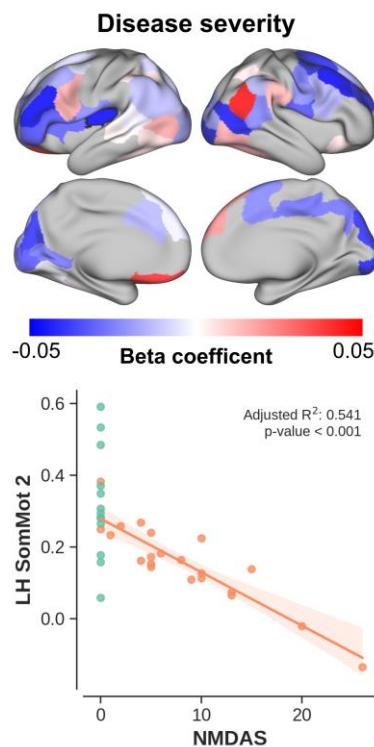 Disease severity
-0.05 0.05
Beta coefficent
Adjusted R²: 0.541
p-value < 0.001
LH SomMot 2
0.6
0.4
0.2
0.0
0 10 20
NMDAS